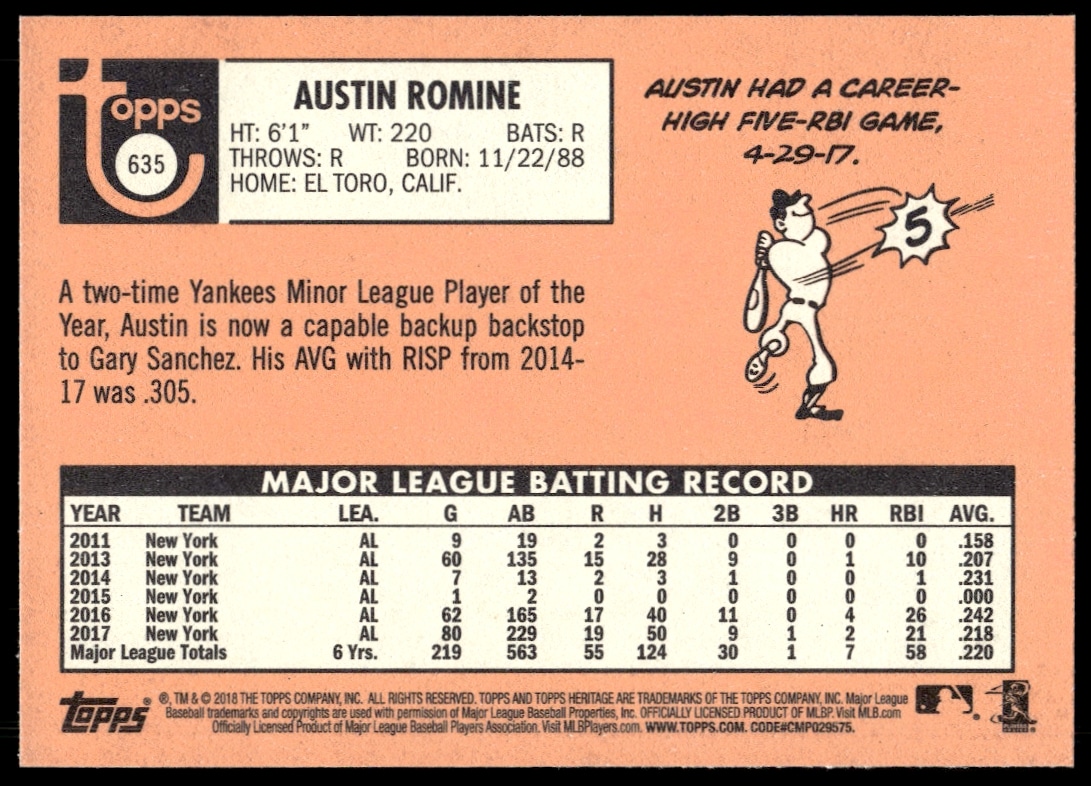 topps
635
AUSTIN ROMINE
HT: 6'1" WT: 220 BATS: R
THROWS: R BORN: 11/22/88
HOME: EL TORO, CALIF.
AUSTIN HAD A CAREER-
HIGH FIVE-RBI GAME,
4-29-17.
5
A two-time Yankees Minor League Player of the
Year, Austin is now a capable backup backstop
to Gary Sanchez. His AVG with RISP from 2014-
17 was .305.
MAJOR LEAGUE BATTING RECORD
YEAR TEAM LEA. G AB R H 2B 3B HR RBI AVG.
2011 New York AL 9 19 2 3 0 0 0 0 .158
2013 New York AL 60 135 15 28 9 0 1 10 .207
2014 New York AL 7 13 2 3 1 0 0 1 .231
2015 New York AL 1 2 0 0 0 0 0 0 .000
2016 New York AL 62 165 17 40 11 0 4 26 .242
2017 New York AL 80 229 19 50 9 1 2 21 .218
Major League Totals 6 Yrs. 219 563 55 124 30 1 7 58 .220
topps
®, TM & © 2018 THE TOPPS COMPANY, INC. ALL RIGHTS RESERVED. TOPPS AND TOPPS HERITAGE ARE TRADEMARKS OF THE TOPPS COMPANY, INC. Major League
Baseball trademarks and copyrights are used with permission of Major League Baseball Properties, Inc. OFFICIALLY LICENSED PRODUCT OF MLBP. Visit MLB.com
Officially Licensed Product of Major League Baseball Players Association. Visit MLBPlayers.com. WWW.TOPPS.COM. CODE#CMP029575.